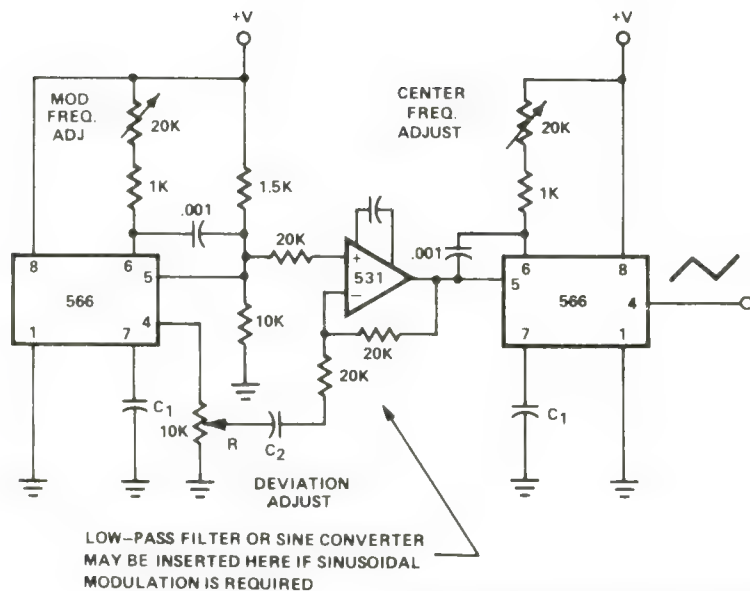 +V
+V
MOD
FREQ.
ADJ
20K
CENTER
FREQ.
ADJUST
20K
1K
1.5K
1K
.001
20K
.001
8
6
5
+
531
−
6
8
5
566
566
4
4
10K
20K
1
7
7
1
20K
C1
10K
R
C2
C1
DEVIATION
ADJUST
LOW–PASS FILTER OR SINE CONVERTER
MAY BE INSERTED HERE IF SINUSOIDAL
MODULATION IS REQUIRED